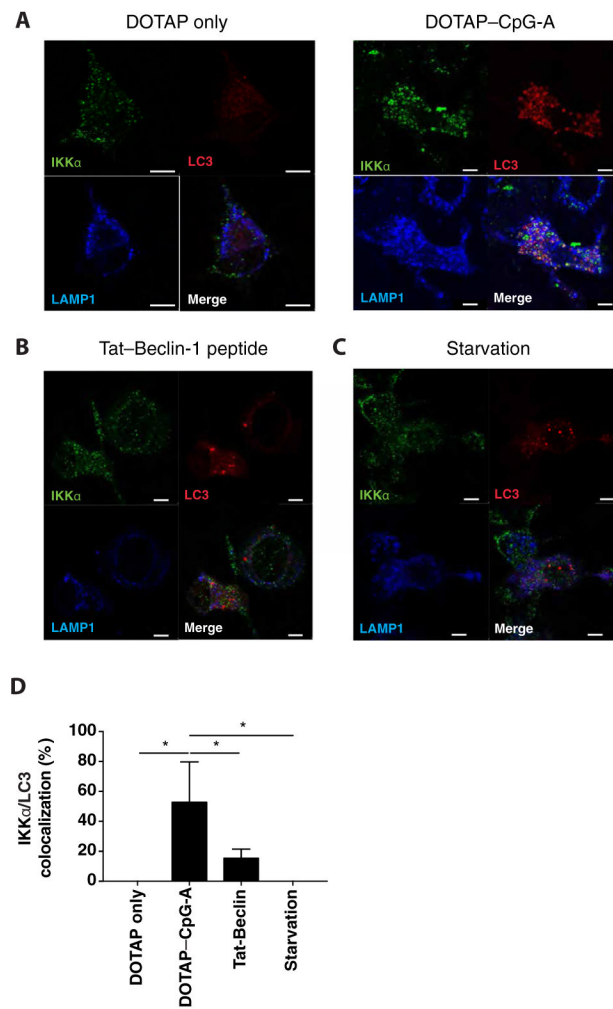 A
DOTAP only
DOTAP–CpG-A
IKKα
LC3
IKKα
LC3
LAMP1
Merge
LAMP1
Merge
B
Tat–Beclin-1 peptide
C
Starvation
IKKα
LC3
IKKα
LC3
LAMP1
Merge
LAMP1
Merge
D
IKKα/LC3
colocalization (%)
100
80
60
40
20
0
*
*
*
DOTAP only
DOTAP–CpG-A
Tat-Beclin
Starvation